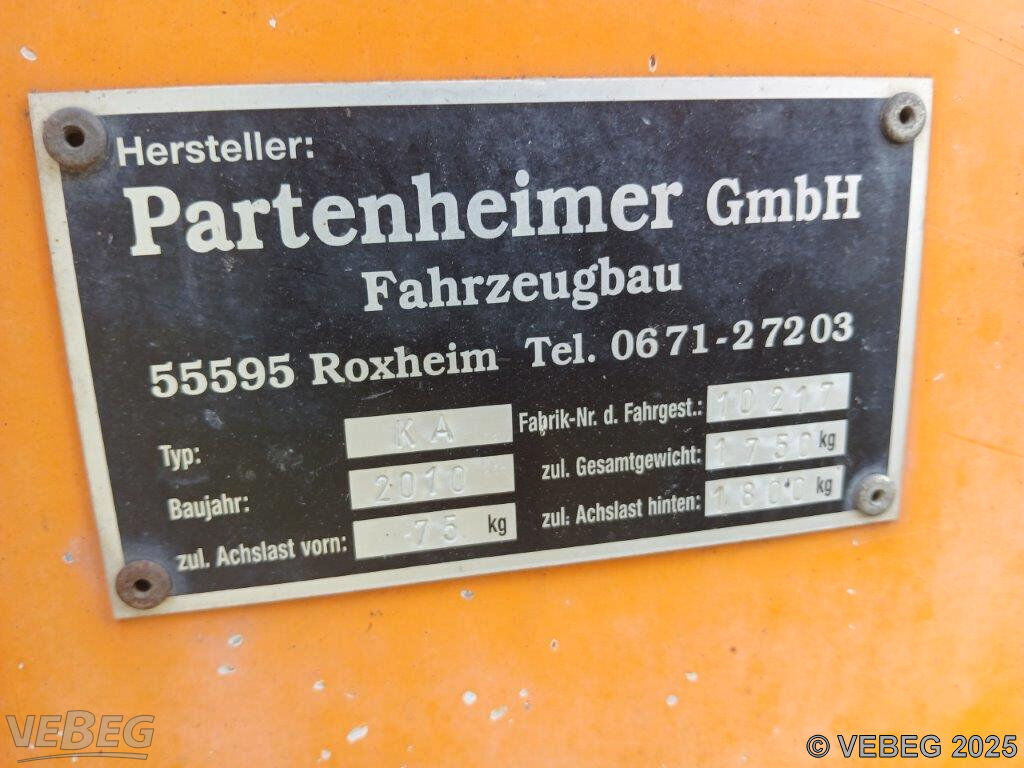 Hersteller:
Partenheimer GmbH
Fahrzeugbau
55595 Roxheim Tel. 0671-27203
Typ: KA
Baujahr: 2010
zul. Achslast vorn: 75 kg
Fabrik-Nr. d. Fahrgest.: 10217
zul. Gesamtgewicht: 1750 kg
zul. Achslast hinten: 1800 kg
VEBEG
© VEBEG 2025